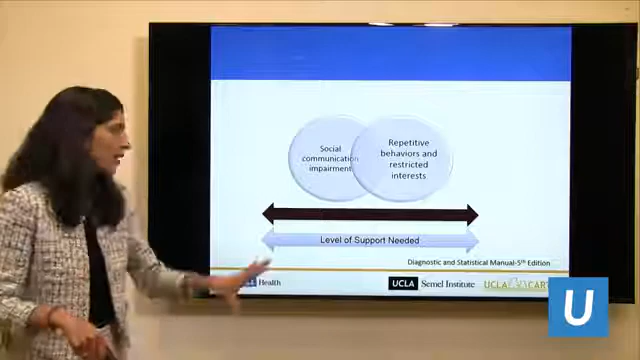 Social
communication
impairment
Repetitive
behaviors and
restricted
interests
Level of Support Needed
Diagnostic and Statistical Manual-5th Edition
Health
UCLA Semel Institute
UCLA CART
U